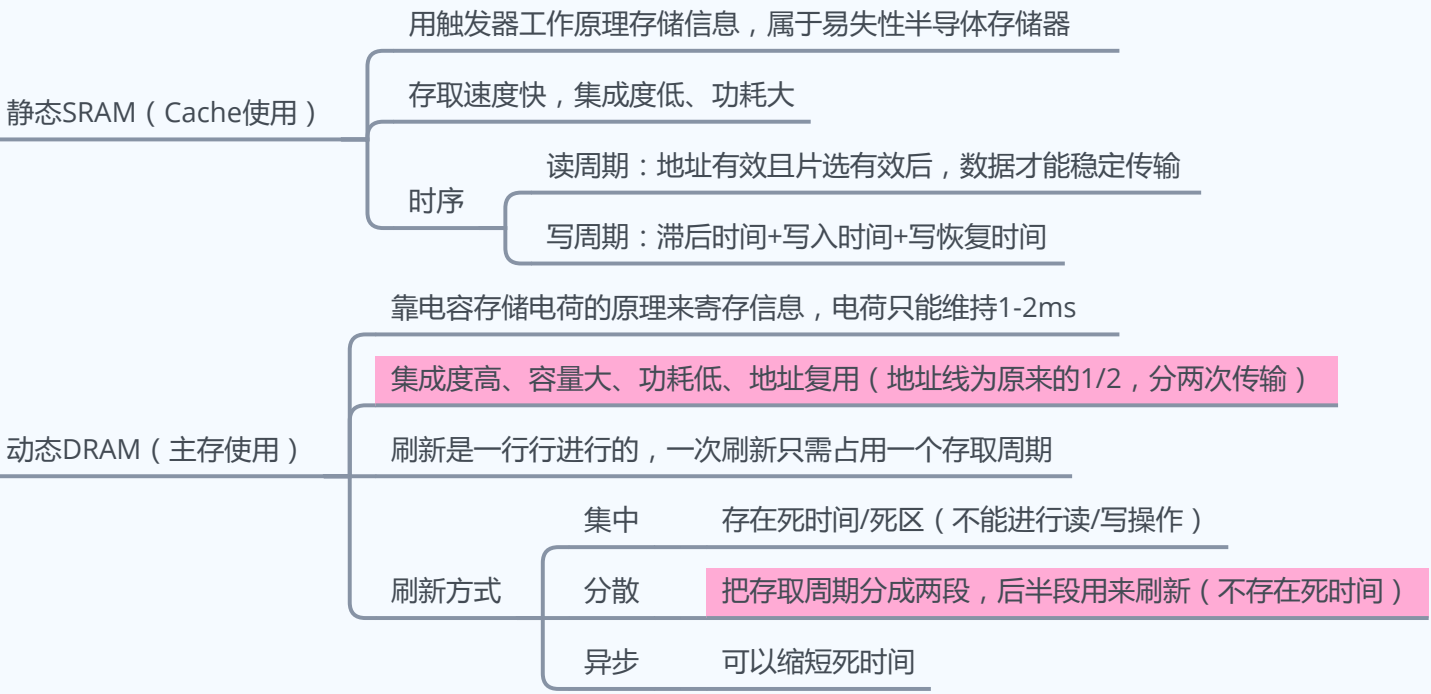 用触发器工作原理存储信息，属于易失性半导体存储器
存取速度快，集成度低、功耗大
静态SRAM（Cache使用）
读周期：地址有效且片选有效后，数据才能稳定传输
时序
写周期：滞后时间+写入时间+写恢复时间
靠电容存储电荷的原理来寄存信息，电荷只能维持1-2ms
集成度高、容量大、功耗低、地址复用（地址线为原来的1/2，分两次传输）
动态DRAM（主存使用）
刷新是一行行进行的，一次刷新只需占用一个存取周期
集中 存在死时间/死区（不能进行读/写操作）
刷新方式
分散 把存取周期分成两段，后半段用来刷新（不存在死时间）
异步 可以缩短死时间